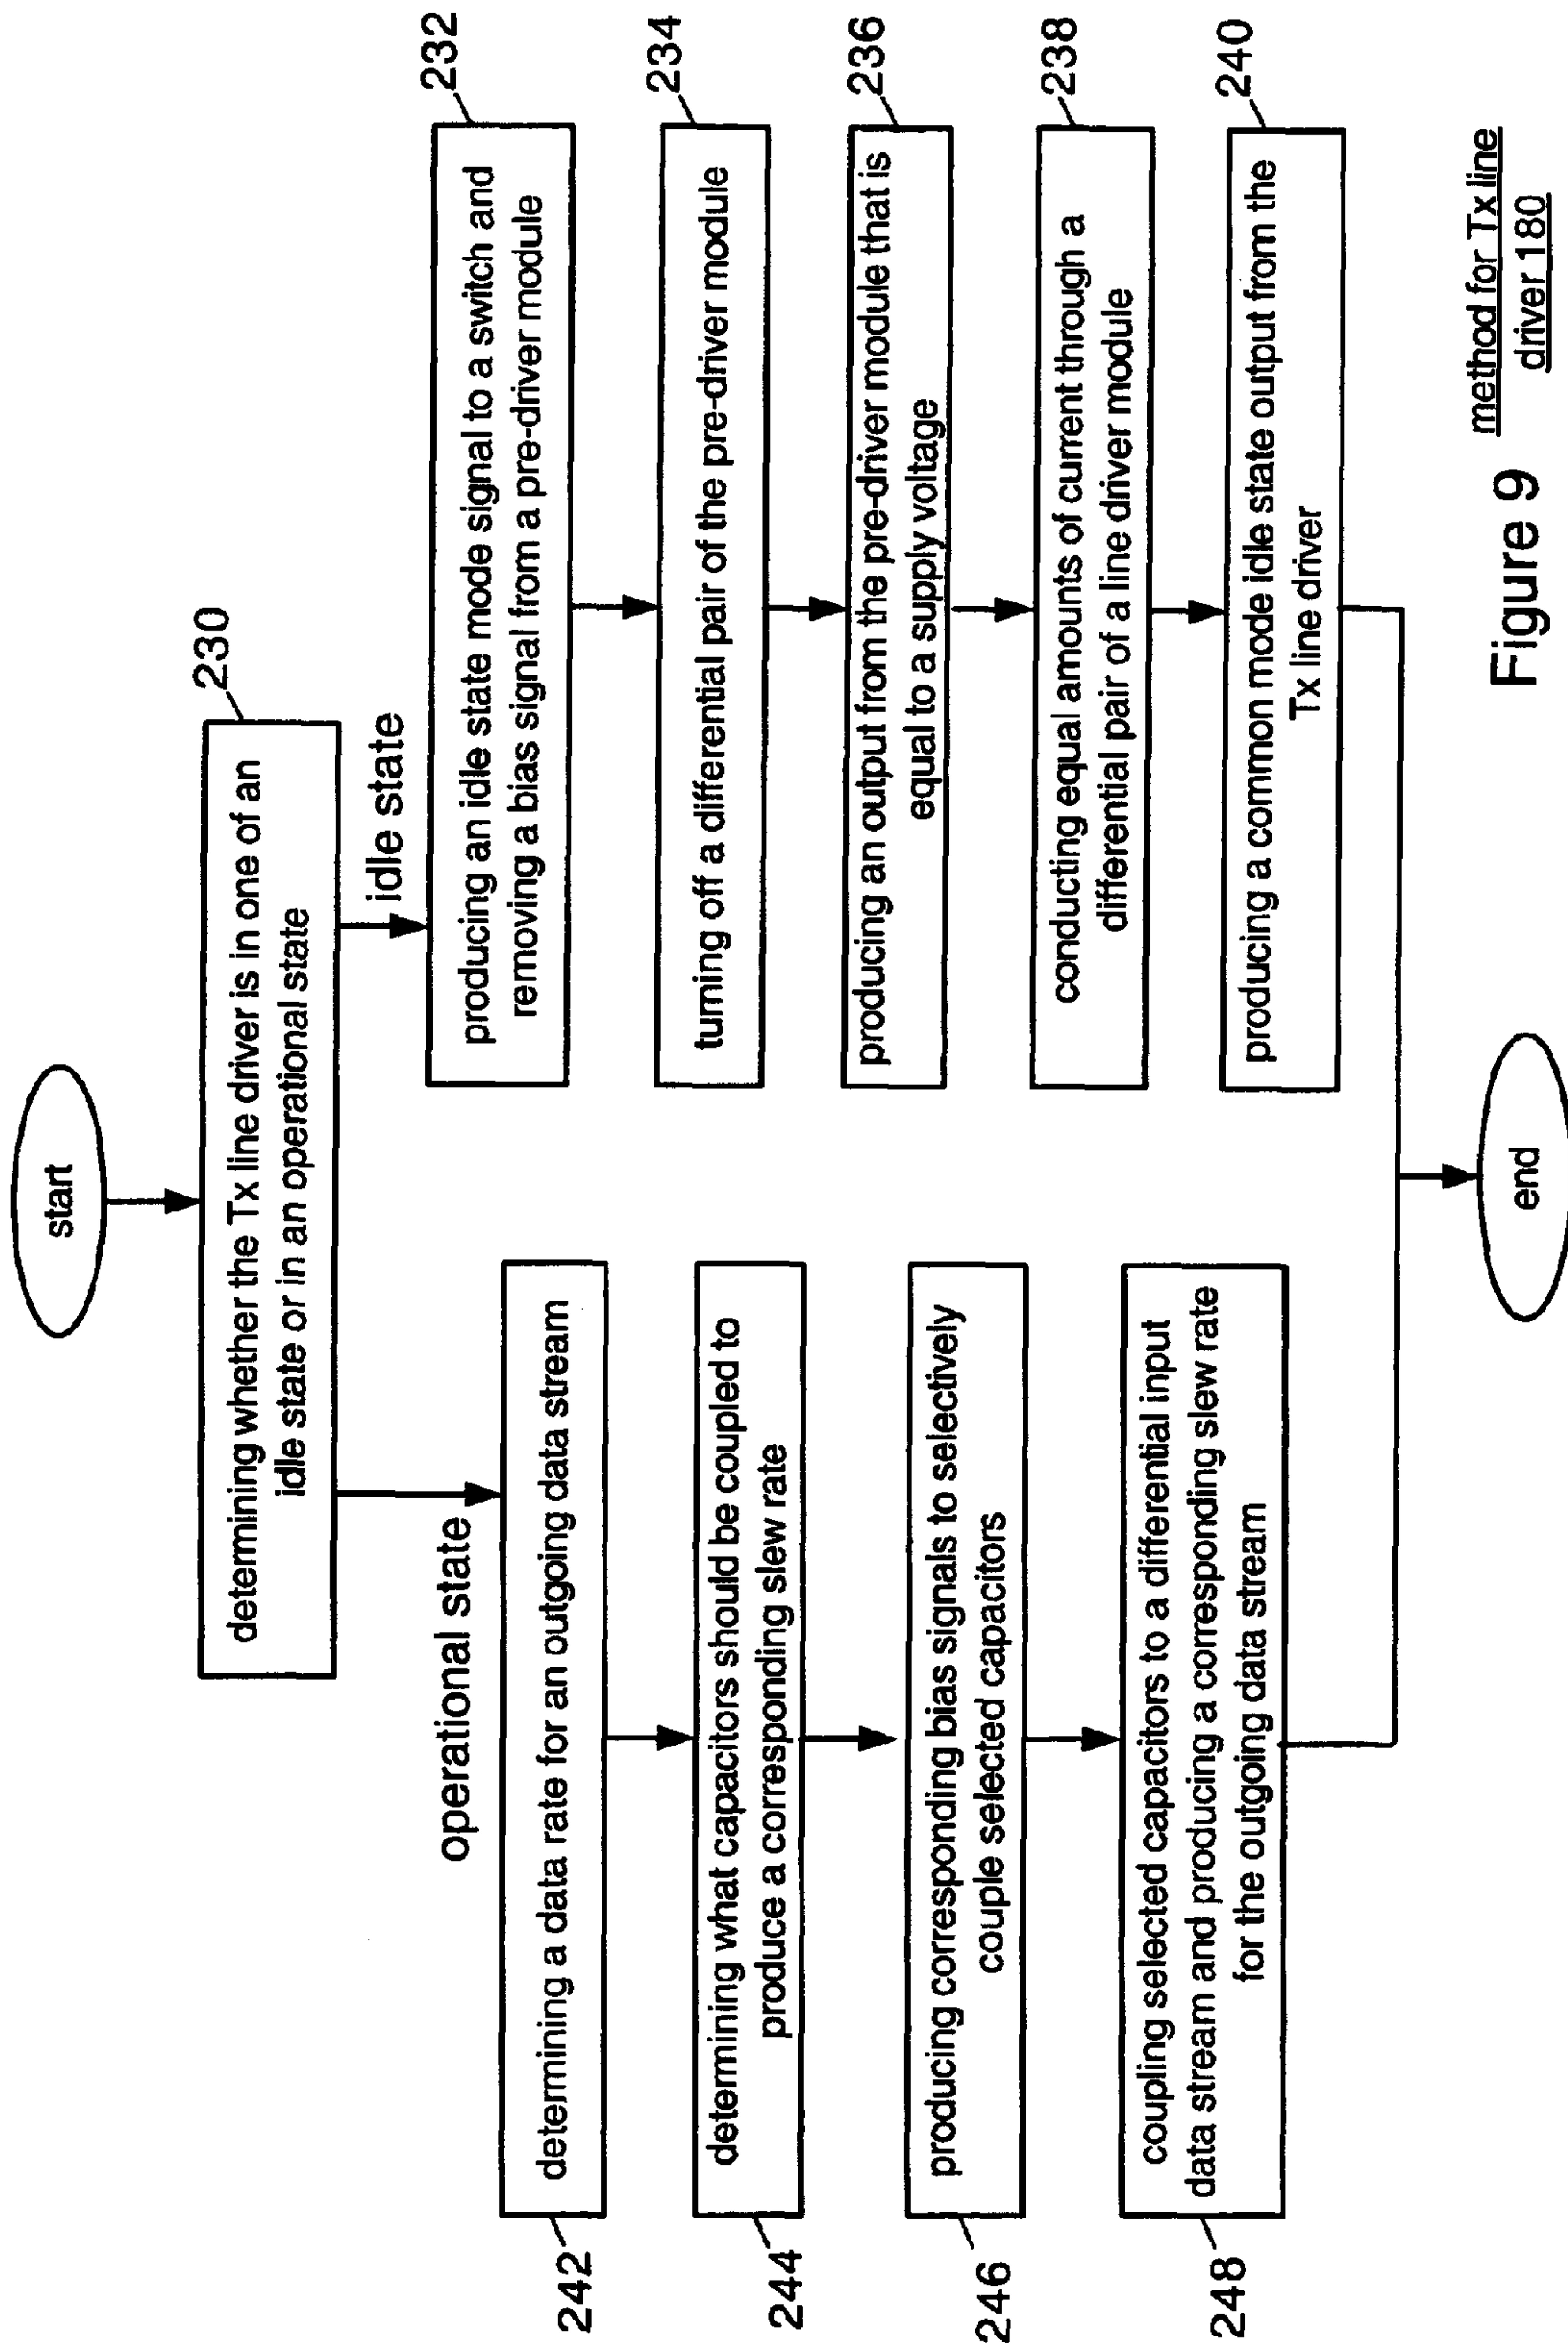 start
230
determining whether the Tx line driver is in one of an
idle state or in an operational state
operational state
idle state
242
determining a data rate for an outgoing data stream
244
determining what capacitors should be coupled to
produce a corresponding slew rate
246
producing corresponding bias signals to selectively
couple selected capacitors
248
coupling selected capacitors to a differential input
data stream and producing a corresponding slew rate
for the outgoing data stream
232
producing an idle state mode signal to a switch and
removing a bias signal from a pre-driver module
234
turning off a differential pair of the pre-driver module
236
producing an output from the pre-driver module that is
equal to a supply voltage
238
conducting equal amounts of current through a
differential pair of a line driver module
240
producing a common mode idle state output from the
Tx line driver
end
Figure 9
method for Tx line
driver 180